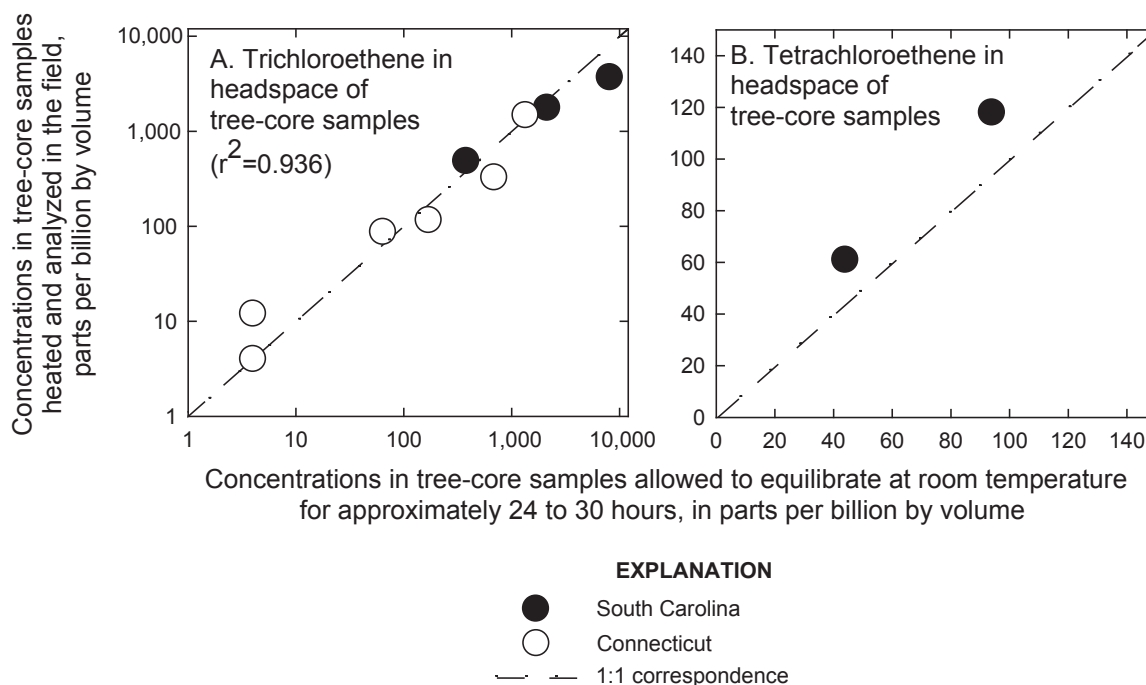 Concentrations in tree-core samples
heated and analyzed in the field,
parts per billion by volume
10,000
1,000
100
10
1
A. Trichloroethene in
headspace of
tree-core samples
(r²=0.936)
1 10 100 1,000 10,000
140
120
100
80
60
40
20
0
B. Tetrachloroethene in
headspace of
tree-core samples
0 20 40 60 80 100 120 140
Concentrations in tree-core samples allowed to equilibrate at room temperature
for approximately 24 to 30 hours, in parts per billion by volume
EXPLANATION
South Carolina
Connecticut
1:1 correspondence